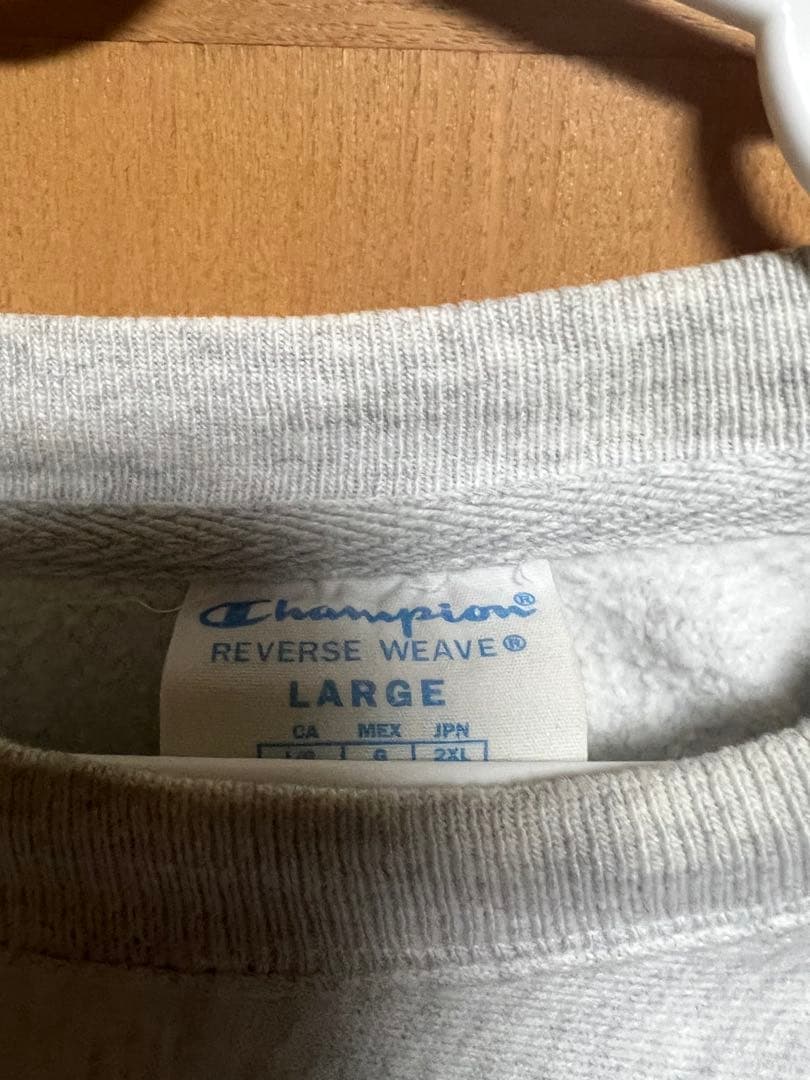 Champion®
REVERSE WEAVE®
LARGE
CA MEX JPN
G 2XL